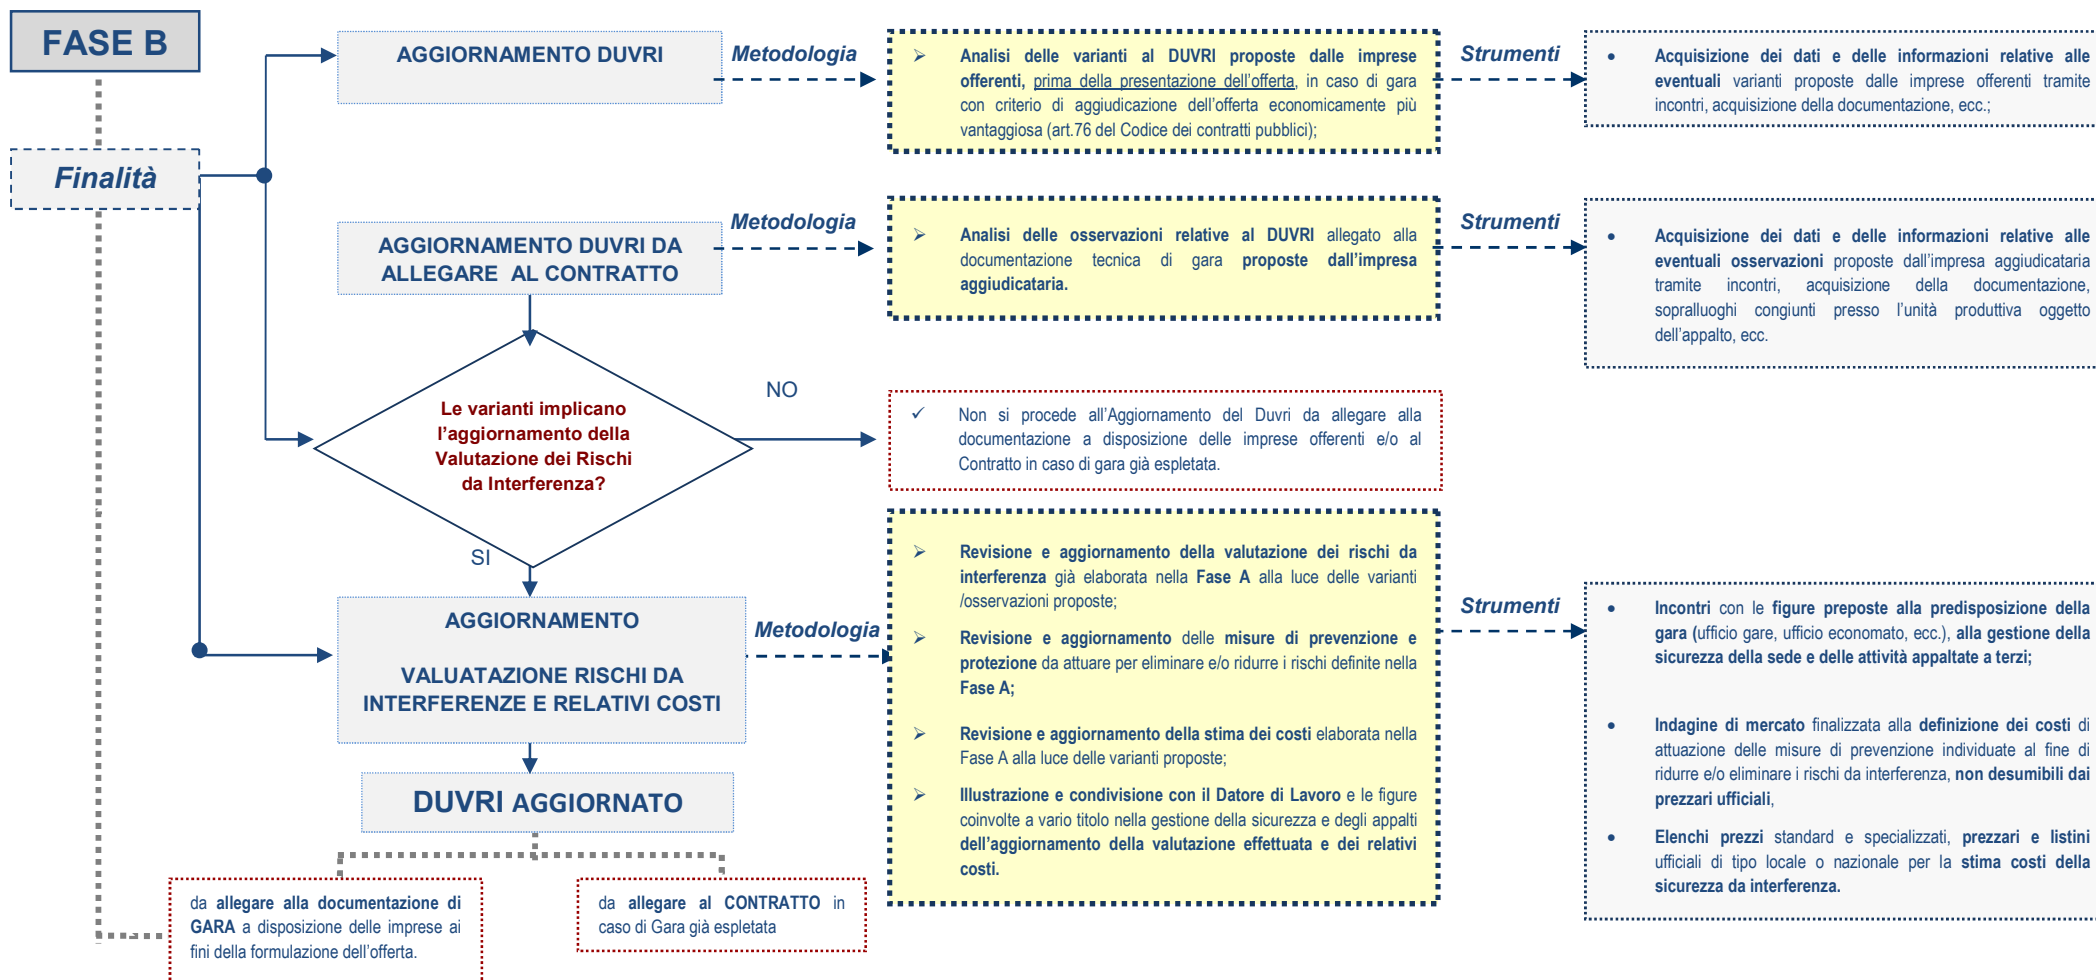 FASE B
Finalità
AGGIORNAMENTO DUVRI
Metodologia
➢ Analisi delle varianti al DUVRI proposte dalle imprese
offerenti, prima della presentazione dell'offerta, in caso di gara
con criterio di aggiudicazione dell'offerta economicamente più
vantaggiosa (art.76 del Codice dei contratti pubblici);
Strumenti
• Acquisizione dei dati e delle informazioni relative alle
eventuali varianti proposte dalle imprese offerenti tramite
incontri, acquisizione della documentazione, ecc.;
AGGIORNAMENTO DUVRI DA
ALLEGARE AL CONTRATTO
Metodologia
➢ Analisi delle osservazioni relative al DUVRI allegato alla
documentazione tecnica di gara proposte dall'impresa
aggiudicataria.
Strumenti
• Acquisizione dei dati e delle informazioni relative alle
eventuali osservazioni proposte dall'impresa aggiudicataria
tramite incontri, acquisizione della documentazione,
sopralluoghi congiunti presso l'unità produttiva oggetto
dell'appalto, ecc.
Le varianti implicano
l'aggiornamento della
Valutazione dei Rischi
da Interferenza?
NO
✓ Non si procede all'Aggiornamento del Duvri da allegare alla
documentazione a disposizione delle imprese offerenti e/o al
Contratto in caso di gara già espletata.
SI
AGGIORNAMENTO
VALUATAZIONE RISCHI DA
INTERFERENZE E RELATIVI COSTI
Metodologia
➢ Revisione e aggiornamento della valutazione dei rischi da
interferenza già elaborata nella Fase A alla luce delle varianti
/osservazioni proposte;
➢ Revisione e aggiornamento delle misure di prevenzione e
protezione da attuare per eliminare e/o ridurre i rischi definite nella
Fase A;
➢ Revisione e aggiornamento della stima dei costi elaborata nella
Fase A alla luce delle varianti proposte;
➢ Illustrazione e condivisione con il Datore di Lavoro e le figure
coinvolte a vario titolo nella gestione della sicurezza e degli appalti
dell'aggiornamento della valutazione effettuata e dei relativi
costi.
Strumenti
• Incontri con le figure preposte alla predisposizione della
gara (ufficio gare, ufficio economato, ecc.), alla gestione della
sicurezza della sede e delle attività appaltate a terzi;
• Indagine di mercato finalizzata alla definizione dei costi di
attuazione delle misure di prevenzione individuate al fine di
ridurre e/o eliminare i rischi da interferenza, non desumibili dai
prezzari ufficiali,
• Elenchi prezzi standard e specializzati, prezzari e listini
ufficiali di tipo locale o nazionale per la stima costi della
sicurezza da interferenza.
DUVRI AGGIORNATO
da allegare alla documentazione di
GARA a disposizione delle imprese ai
fini della formulazione dell'offerta.
da allegare al CONTRATTO in
caso di Gara già espletata